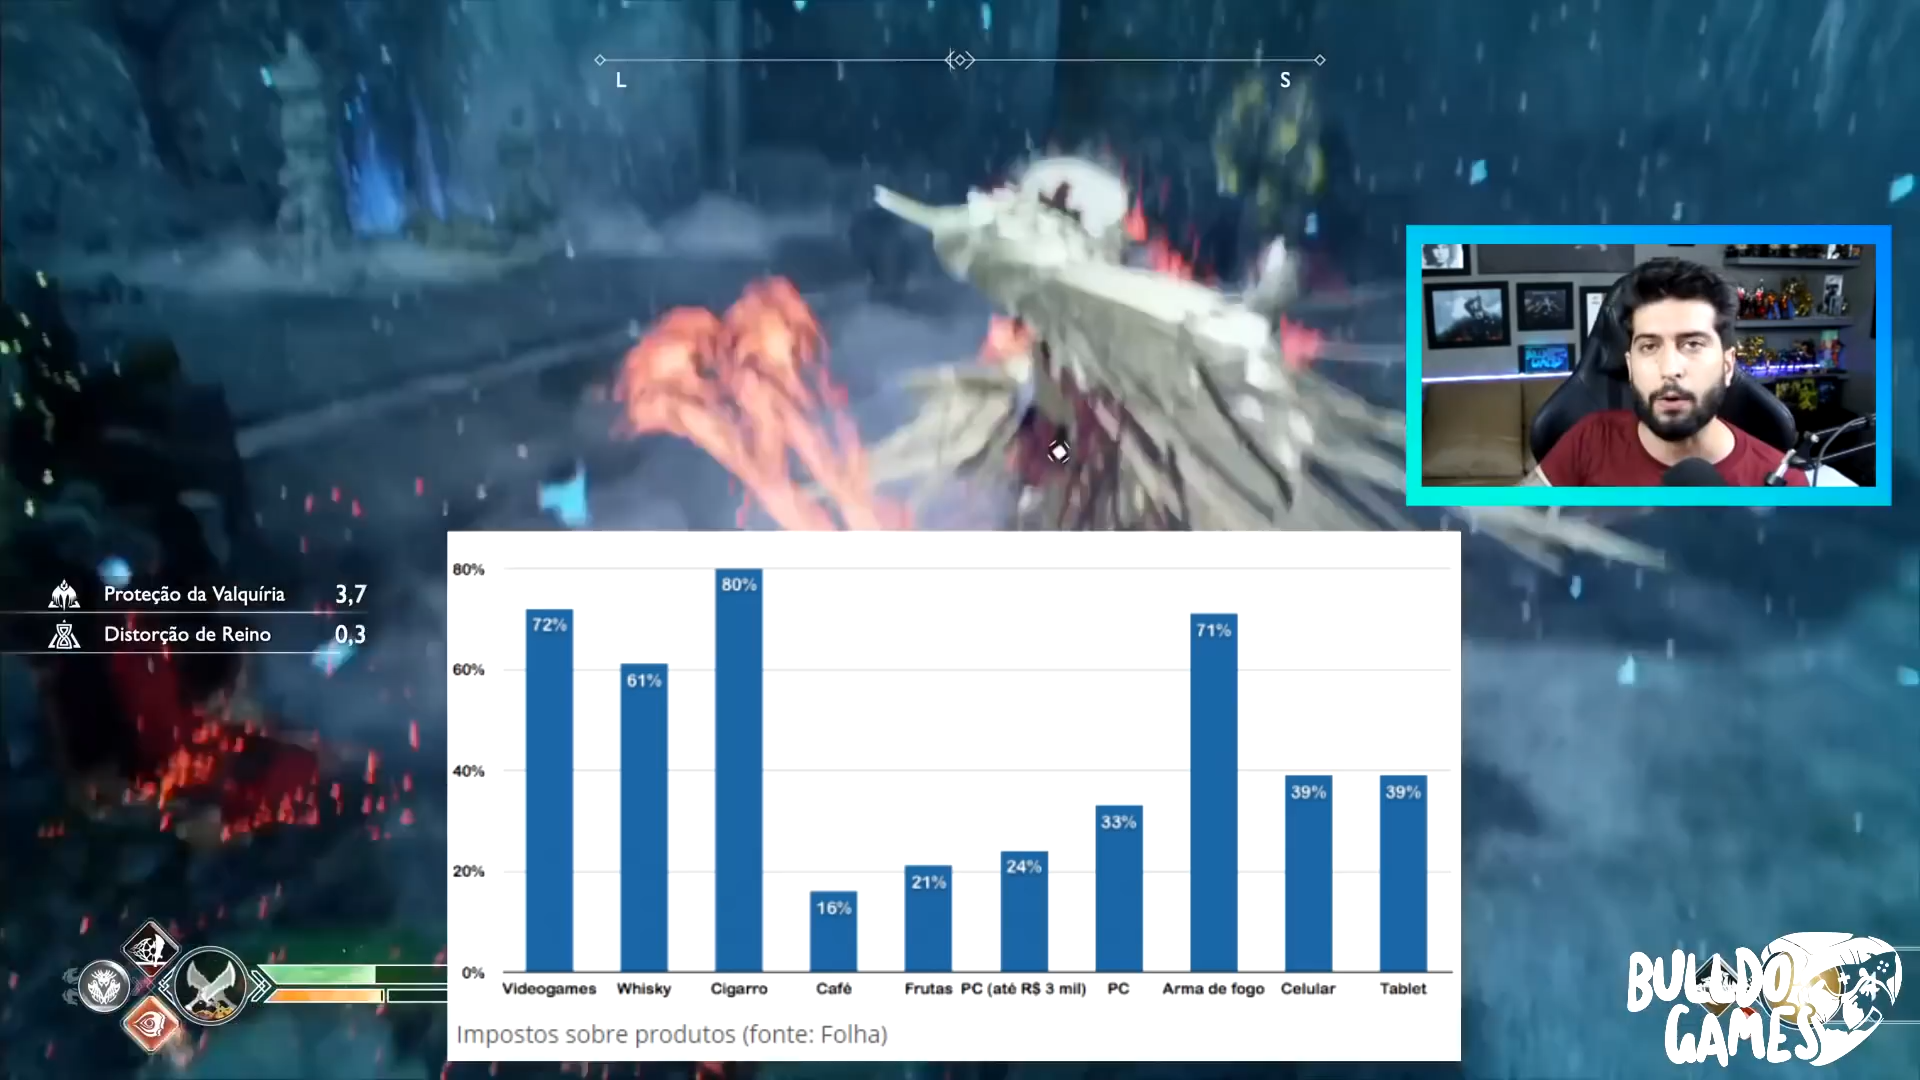 L
S
Proteção da Valquíria 3,7
Distorção de Reino 0,3
80%
60%
40%
20%
0%
72%
61%
80%
16%
21%
24%
33%
71%
39%
39%
Videogames Whisky Cigarro Café Frutas PC (até R$ 3 mil) PC Arma de fogo Celular Tablet
Impostos sobre produtos (fonte: Folha)
BULLDO
GAMES